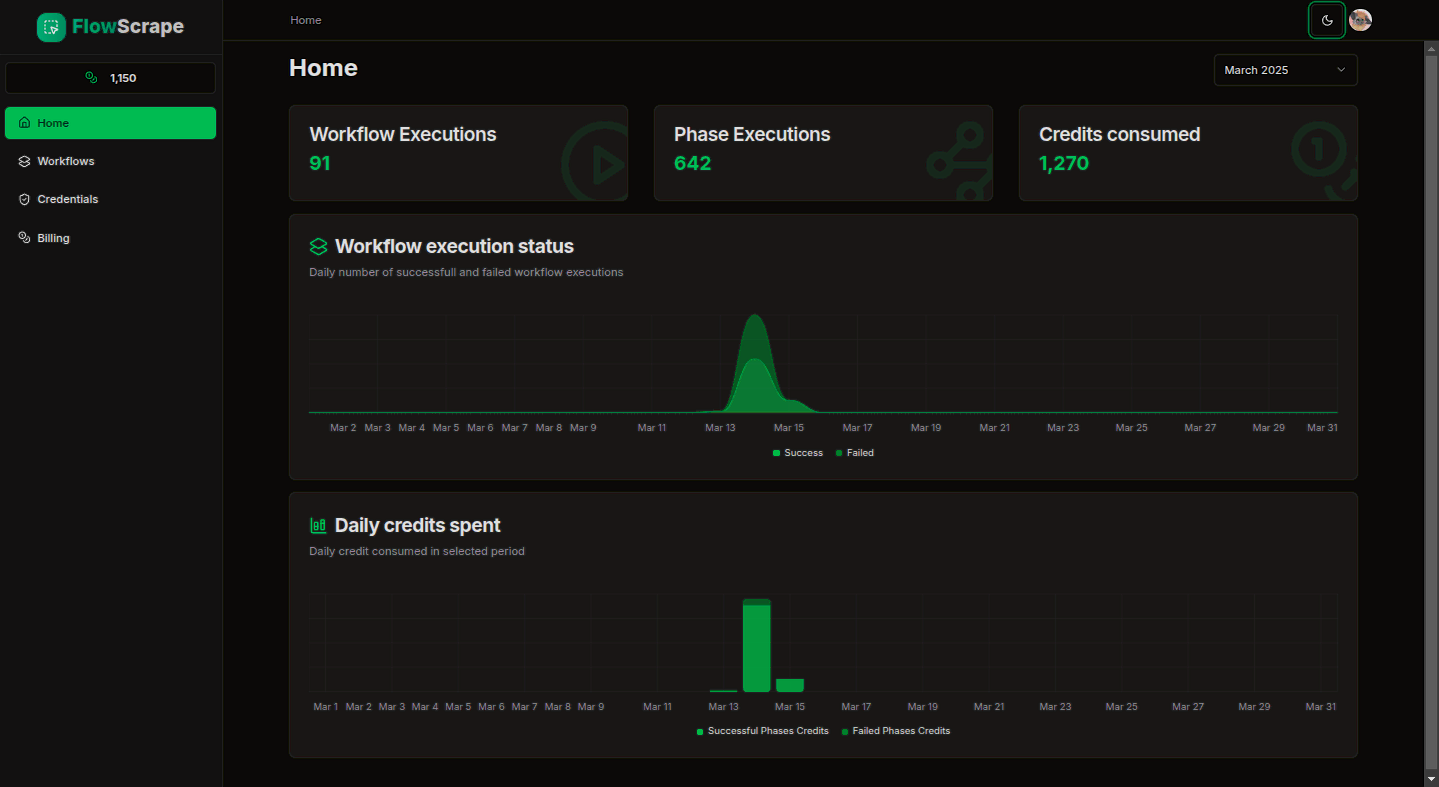 FlowScrape
1,150
Home
Workflows
Credentials
Billing
Home
Home
March 2025
Workflow Executions
91
Phase Executions
642
Credits consumed
1,270
Workflow execution status
Daily number of successfull and failed workflow executions
Mar 2 Mar 3 Mar 4 Mar 5 Mar 6 Mar 7 Mar 8 Mar 9 Mar 11 Mar 13 Mar 15 Mar 17 Mar 19 Mar 21 Mar 23 Mar 25 Mar 27 Mar 29 Mar 31
Success Failed
Daily credits spent
Daily credit consumed in selected period
Mar 1 Mar 2 Mar 3 Mar 4 Mar 5 Mar 6 Mar 7 Mar 8 Mar 9 Mar 11 Mar 13 Mar 15 Mar 17 Mar 19 Mar 21 Mar 23 Mar 25 Mar 27 Mar 29 Mar 31
Successful Phases Credits Failed Phases Credits